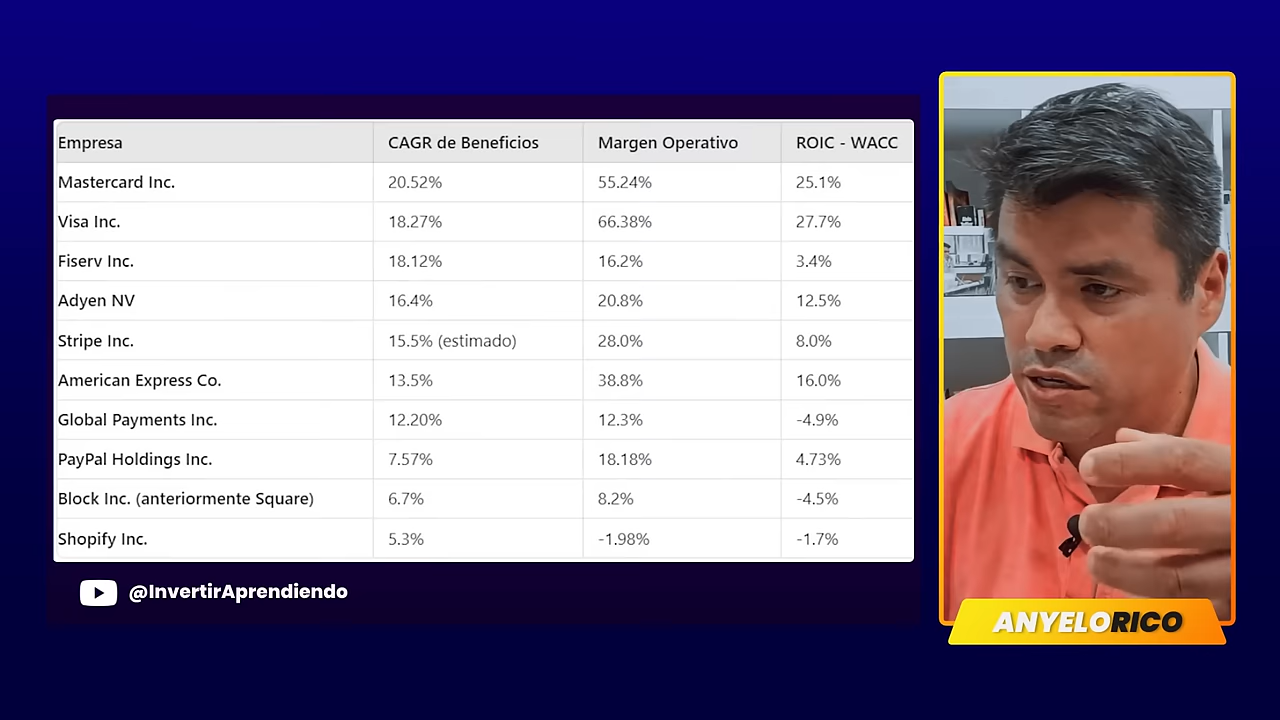 Empresa CAGR de Beneficios Margen Operativo ROIC - WACC
Mastercard Inc. 20.52% 55.24% 25.1%
Visa Inc. 18.27% 66.38% 27.7%
Fiserv Inc. 18.12% 16.2% 3.4%
Adyen NV 16.4% 20.8% 12.5%
Stripe Inc. 15.5% (estimado) 28.0% 8.0%
American Express Co. 13.5% 38.8% 16.0%
Global Payments Inc. 12.20% 12.3% -4.9%
PayPal Holdings Inc. 7.57% 18.18% 4.73%
Block Inc. (anteriormente Square) 6.7% 8.2% -4.5%
Shopify Inc. 5.3% -1.98% -1.7%
@InvertirAprendiendo
ANYELORICO